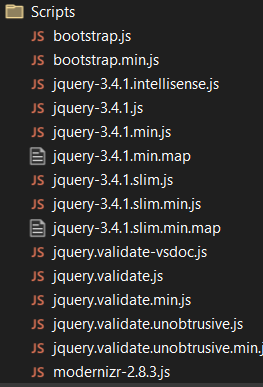 Scripts
JS bootstrap.js
JS bootstrap.min.js
JS jquery-3.4.1.intellisense.js
JS jquery-3.4.1.js
JS jquery-3.4.1.min.js
jquery-3.4.1.min.map
JS jquery-3.4.1.slim.js
JS jquery-3.4.1.slim.min.js
jquery-3.4.1.slim.min.map
JS jquery.validate-vsdoc.js
JS jquery.validate.js
JS jquery.validate.min.js
JS jquery.validate.unobtrusive.js
JS jquery.validate.unobtrusive.min.j
JS modernizr-2.8.3.js